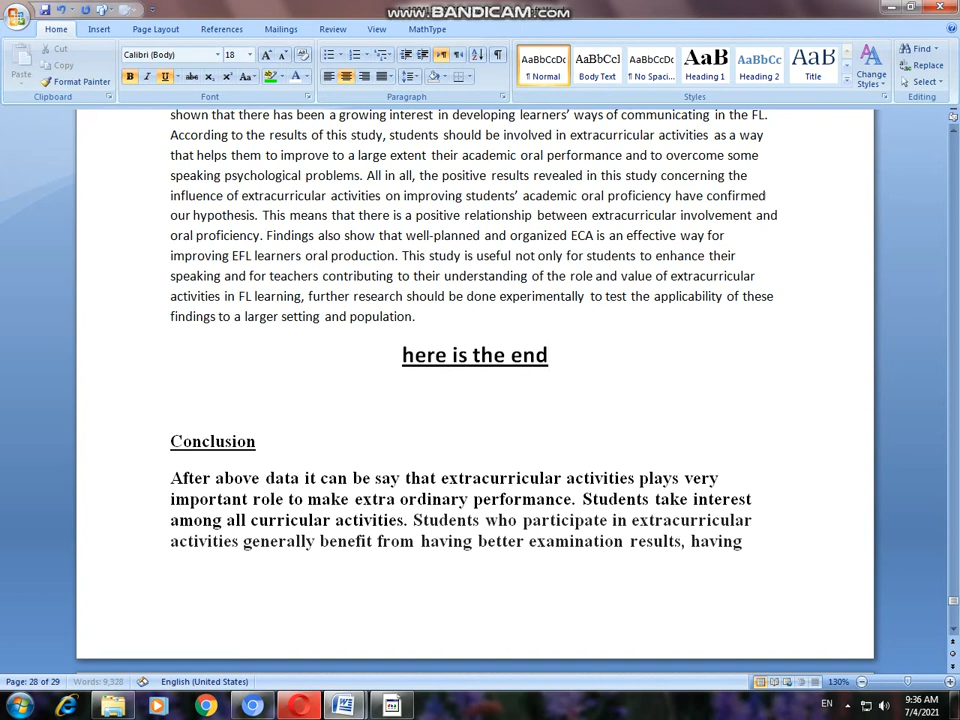 www.BANDICAM.com
Home Insert Page Layout References Mailings Review View MathType
Cut
Copy
Paste
Format Painter
Clipboard
Calibri (Body) 18
Font
Paragraph
AaBbCcDc AaBbCcDc AaBbCcDc AaB AaBbCc AaB
¶ Normal Body Text ¶ No Spaci... Heading 1 Heading 2 Title
Change Styles
Styles
Find
Replace
Select
Editing
shown that there has been a growing interest in developing learners’ ways of communicating in the FL.
According to the results of this study, students should be involved in extracurricular activities as a way
that helps them to improve to a large extent their academic oral performance and to overcome some
speaking psychological problems. All in all, the positive results revealed in this study concerning the
influence of extracurricular activities on improving students’ academic oral proficiency have confirmed
our hypothesis. This means that there is a positive relationship between extracurricular involvement and
oral proficiency. Findings also show that well-planned and organized ECA is an effective way for
improving EFL learners oral production. This study is useful not only for students to enhance their
speaking and for teachers contributing to their understanding of the role and value of extracurricular
activities in FL learning, further research should be done experimentally to test the applicability of these
findings to a larger setting and population.
here is the end
Conclusion
After above data it can be say that extracurricular activities plays very
important role to make extra ordinary performance. Students take interest
among all curricular activities. Students who participate in extracurricular
activities generally benefit from having better examination results, having
Page: 28 of 29 Words: 9,328 English (United States) 130%
EN 9:36 AM
7/4/2021